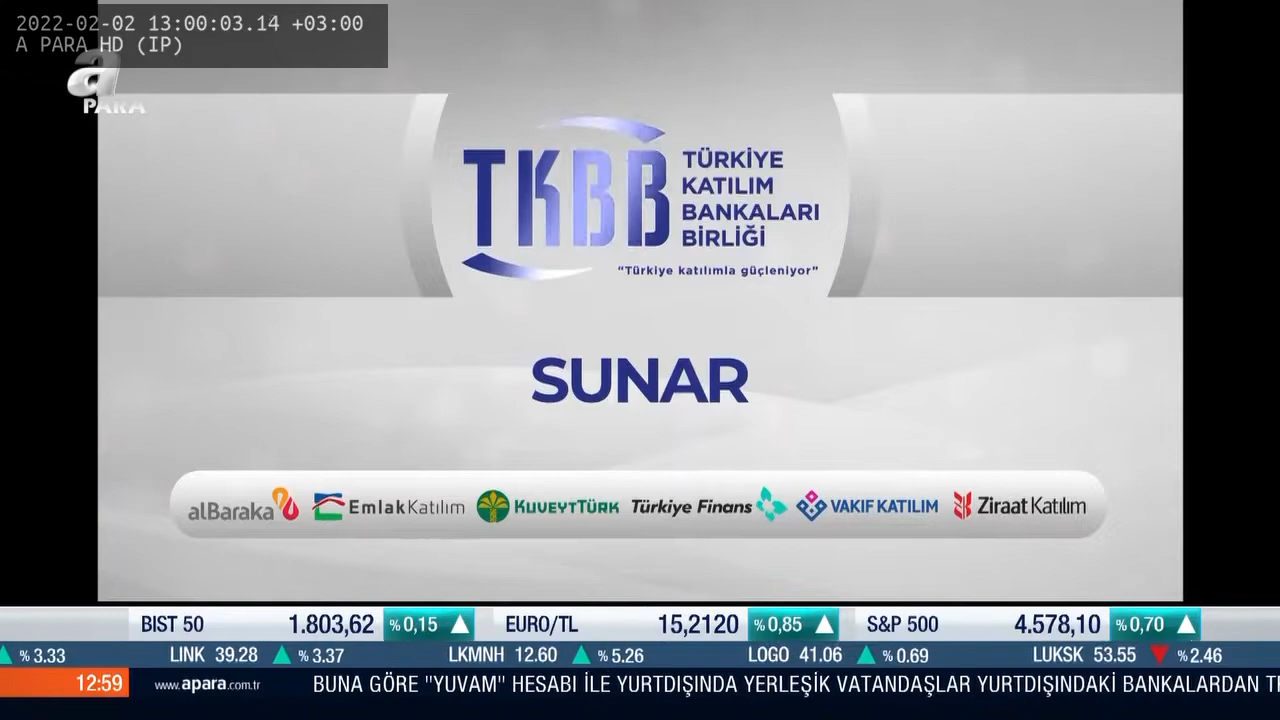 2022-02-02 13:00:03.14 +03:00
A PARA HD (IP)
a
PARA
TKBB
TÜRKİYE
KATILIM
BANKALARI
BİRLİĞİ
"Türkiye katılımla güçleniyor"
SUNAR
alBaraka EmlakKatılım KUVEYTTÜRK Türkiye Finans VAKIF KATILIM Ziraat Katılım
BIST 50 1.803,62 %0,15 EURO/TL 15,2120 %0,85 S&P 500 4.578,10 %0,70
% 3.33 LINK 39.28 % 3.37 LKMNH 12.60 % 5.26 LOGO 41.06 % 0.69 LUKSK 53.55 % 2.46
12:59 www.apara.com.tr BUNA GÖRE "YUVAM" HESABI İLE YURTDIŞINDA YERLEŞİK VATANDAŞLAR YURTDIŞINDAKİ BANKALARDAN